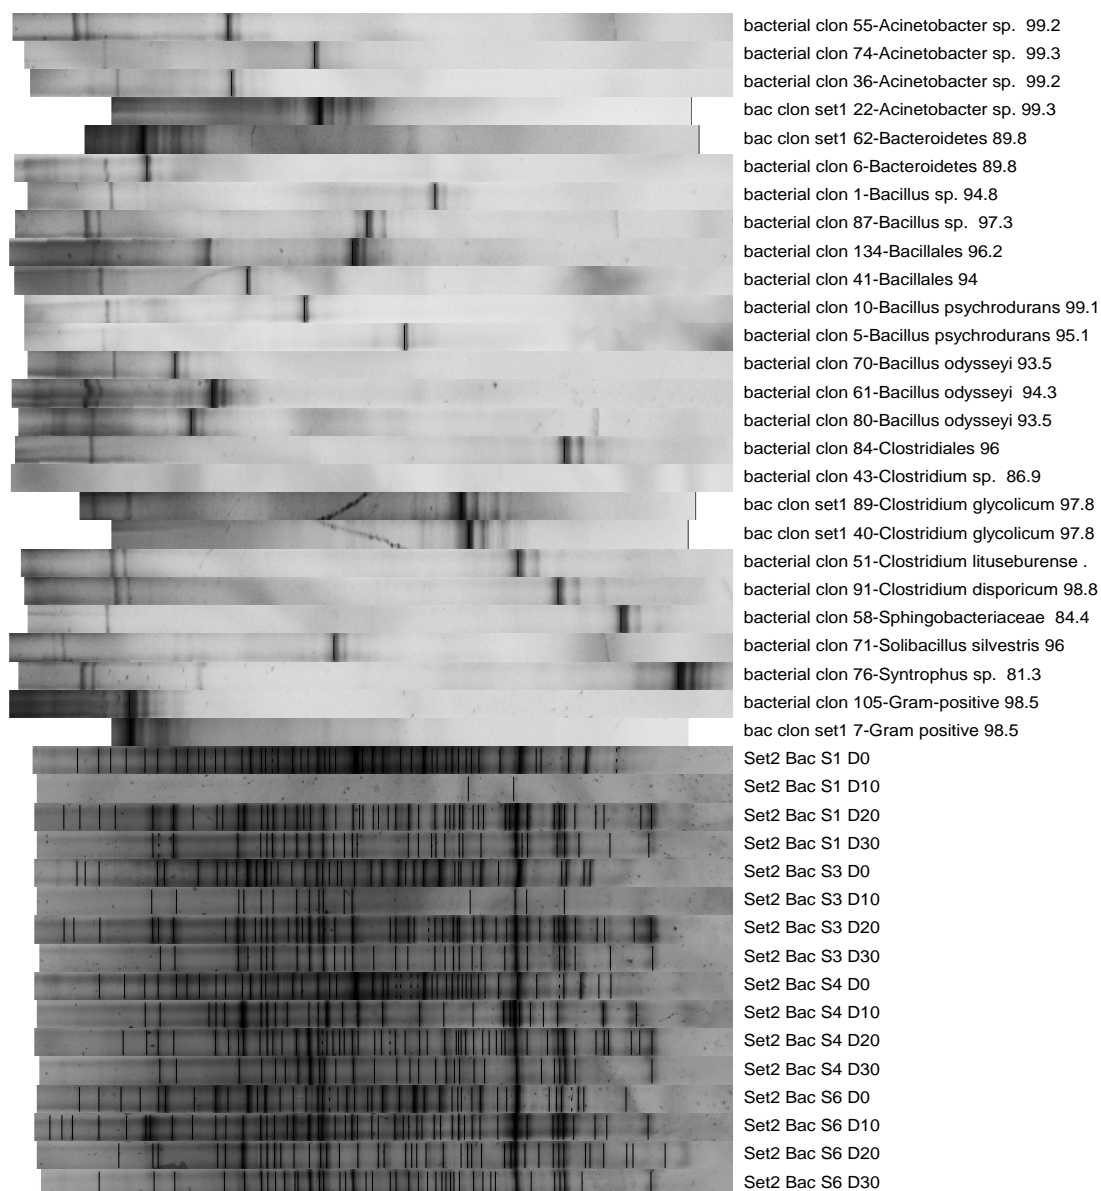 bacterial clon 55-Acinetobacter sp.  99.2
bacterial clon 74-Acinetobacter sp.  99.3
bacterial clon 36-Acinetobacter sp.  99.2
bac clon set1 22-Acinetobacter sp. 99.3
bac clon set1 62-Bacteroidetes 89.8
bacterial clon 6-Bacteroidetes 89.8
bacterial clon 1-Bacillus sp. 94.8
bacterial clon 87-Bacillus sp.  97.3
bacterial clon 134-Bacillales 96.2
bacterial clon 41-Bacillales 94
bacterial clon 10-Bacillus psychrodurans 99.1
bacterial clon 5-Bacillus psychrodurans 95.1
bacterial clon 70-Bacillus odysseyi 93.5
bacterial clon 61-Bacillus odysseyi  94.3
bacterial clon 80-Bacillus odysseyi 93.5
bacterial clon 84-Clostridiales 96
bacterial clon 43-Clostridium sp.  86.9
bac clon set1 89-Clostridium glycolicum 97.8
bac clon set1 40-Clostridium glycolicum 97.8
bacterial clon 51-Clostridium lituseburense .
bacterial clon 91-Clostridium disporicum 98.8
bacterial clon 58-Sphingobacteriaceae  84.4
bacterial clon 71-Solibacillus silvestris 96
bacterial clon 76-Syntrophus sp.  81.3
bacterial clon 105-Gram-positive 98.5
bac clon set1 7-Gram positive 98.5
Set2 Bac S1 D0
Set2 Bac S1 D10
Set2 Bac S1 D20
Set2 Bac S1 D30
Set2 Bac S3 D0
Set2 Bac S3 D10
Set2 Bac S3 D20
Set2 Bac S3 D30
Set2 Bac S4 D0
Set2 Bac S4 D10
Set2 Bac S4 D20
Set2 Bac S4 D30
Set2 Bac S6 D0
Set2 Bac S6 D10
Set2 Bac S6 D20
Set2 Bac S6 D30